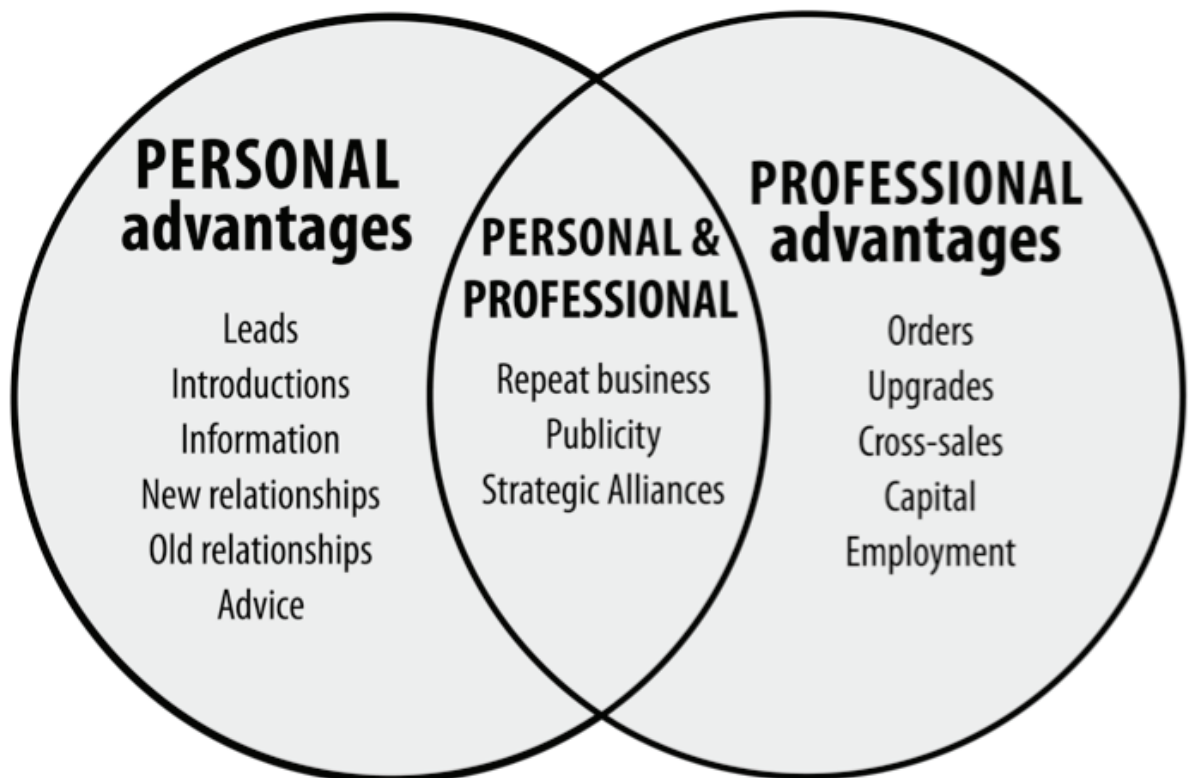 PERSONAL
advantages
Leads
Introductions
Information
New relationships
Old relationships
Advice
PERSONAL &
PROFESSIONAL
Repeat business
Publicity
Strategic Alliances
PROFESSIONAL
advantages
Orders
Upgrades
Cross-sales
Capital
Employment